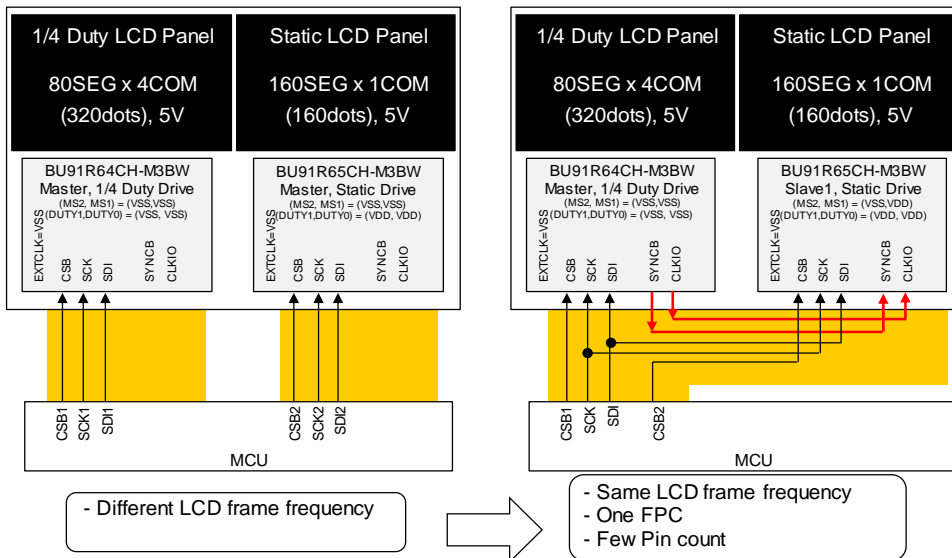 1/4 Duty LCD Panel
80SEG x 4COM
(320dots), 5V
Static LCD Panel
160SEG x 1COM
(160dots), 5V
BU91R64CH-M3BW
Master, 1/4 Duty Drive
(MS2, MS1) = (VSS,VSS)
(DUTY1,DUTY0) = (VSS, VSS)
EXTCLK=VSS
CSB
SCK
SDI
SYNCB
CLKIO
BU91R65CH-M3BW
Master, Static Drive
(MS2, MS1) = (VSS,VSS)
(DUTY1,DUTY0) = (VDD, VDD)
EXTCLK=VSS
CSB
SCK
SDI
SYNCB
CLKIO
CSB1
SCK1
SDI1
CSB2
SCK2
SDI2
MCU
- Different LCD frame frequency
1/4 Duty LCD Panel
80SEG x 4COM
(320dots), 5V
Static LCD Panel
160SEG x 1COM
(160dots), 5V
BU91R64CH-M3BW
Master, 1/4 Duty Drive
(MS2, MS1) = (VSS,VSS)
(DUTY1,DUTY0) = (VSS, VSS)
EXTCLK=VSS
CSB
SCK
SDI
SYNCB
CLKIO
BU91R65CH-M3BW
Slave1, Static Drive
(MS2, MS1) = (VSS,VDD)
(DUTY1,DUTY0) = (VDD, VDD)
EXTCLK=VSS
CSB
SCK
SDI
SYNCB
CLKIO
CSB1
SCK
SDI
CSB2
MCU
- Same LCD frame frequency
- One FPC
- Few Pin count